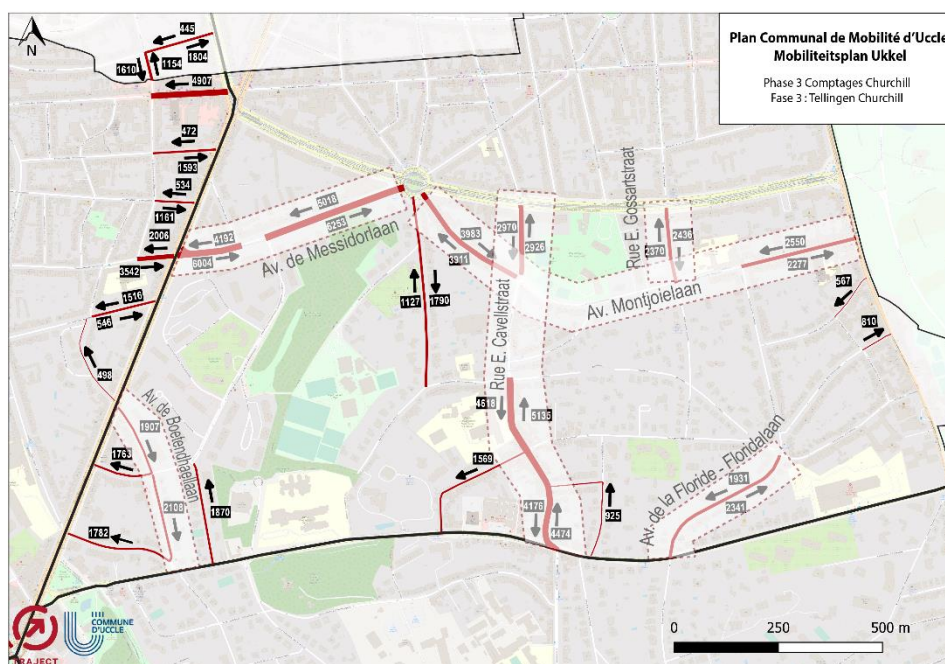 Plan Communal de Mobilité d'Uccle
Mobiliteitsplan Ukkel
Phase 3 Comptages Churchill
Fase 3 : Tellingen Churchill
N
445
1610
1154
1804
4907
472
1593
534
1161
2006
3542
4192
6004
5018
6253
Av. de Messidorlaan
3983
3911
2970
2926
Rue E. Gossartstraat
2436
2370
2550
2277
Av. Montjoielaan
567
810
1516
546
498
1127
1790
Rue E. Cavellstraat
4618
5135
Av. de Boetendhaellaan
1907
1763
2108
1870
1782
1569
4176
4474
925
Av. de la Floride - Floridalaan
1931
2341
TRAJECT
COMMUNE
D'UCCLE
0 250 500 m